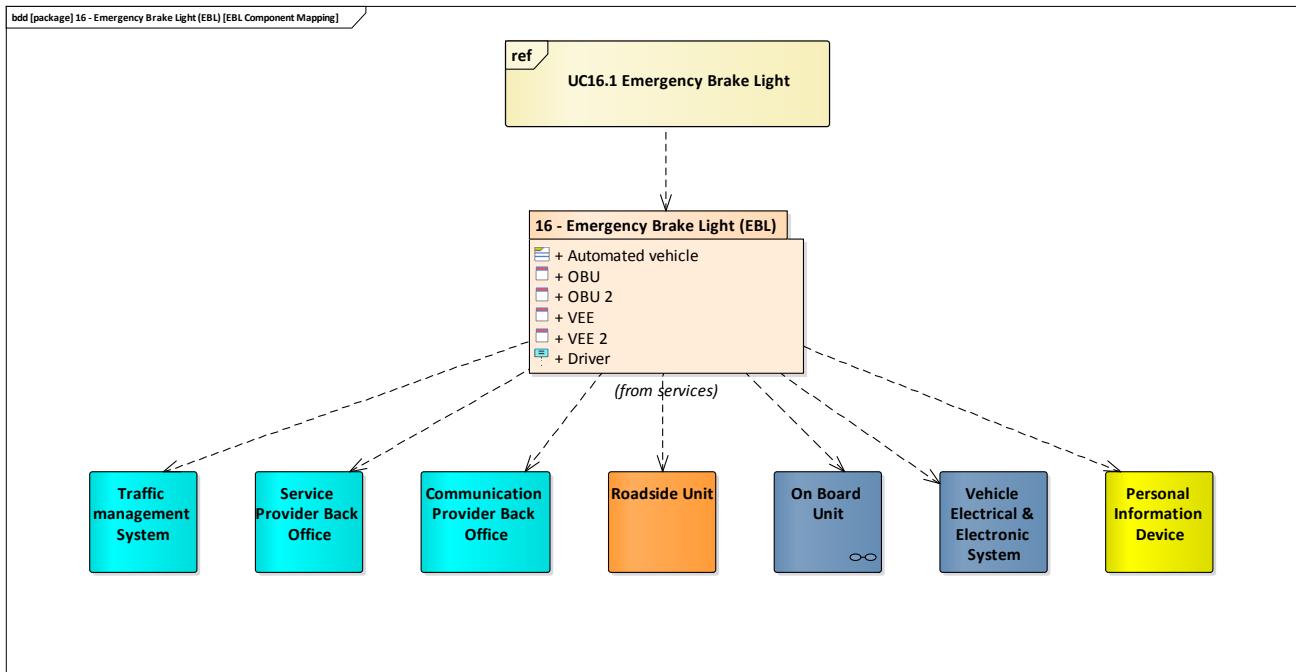 bdd [package] 16 - Emergency Brake Light (EBL) [EBL Component Mapping]
ref
UC16.1 Emergency Brake Light
16 - Emergency Brake Light (EBL)
+ Automated vehicle
+ OBU
+ OBU 2
+ VEE
+ VEE 2
+ Driver
(from services)
Traffic
management
System
Service
Provider Back
Office
Communication
Provider Back
Office
Roadside Unit
On Board
Unit
Vehicle
Electrical &
Electronic
System
Personal
Information
Device